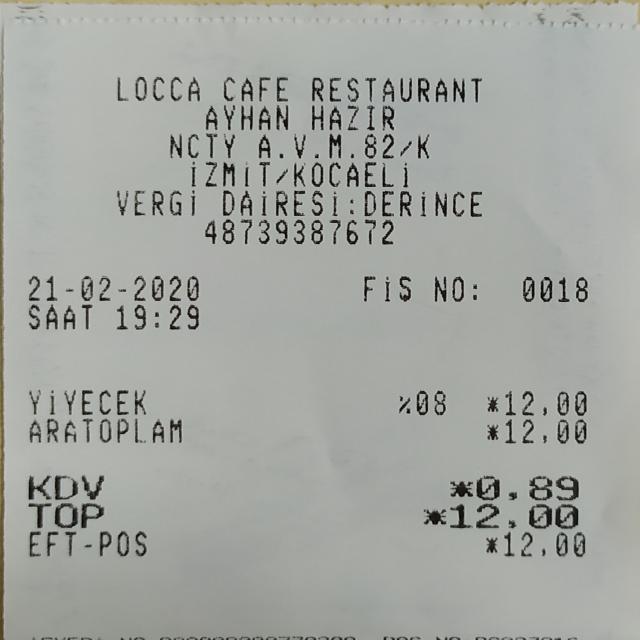 LOCCA CAFE RESTAURANT
AYHAN HAZIR
NCTY A.V.M.82/K
İZMİT/KOCAELİ
VERGİ DAİRESİ:DERİNCE
48739387672
21-02-2020 FİŞ NO: 0018
SAAT 19:29
YİYECEK %08 *12,00
ARATOPLAM *12,00
KDV *0,89
TOP *12,00
EFT-POS *12,00